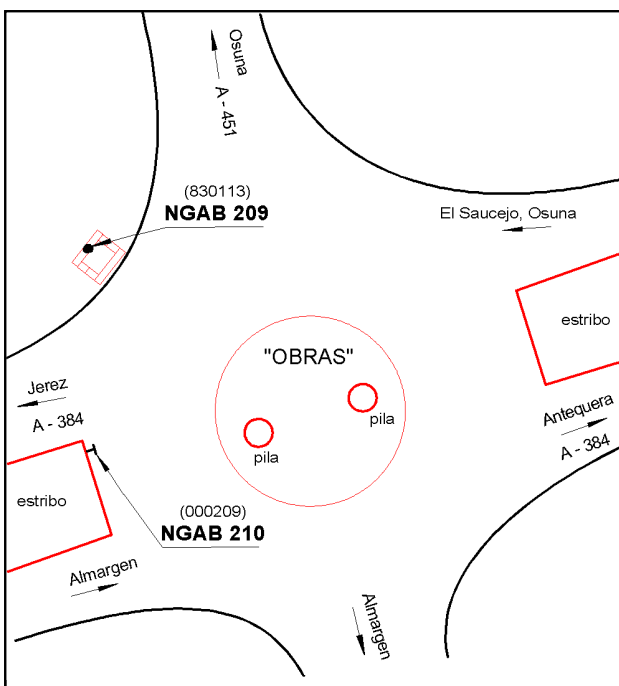 Osuna
A - 451
(830113)
NGAB 209
El Saucejo, Osuna
estribo
"OBRAS"
Jerez
A - 384
pila
pila
Antequera
A - 384
estribo
(000209)
NGAB 210
Almargen
Almargen